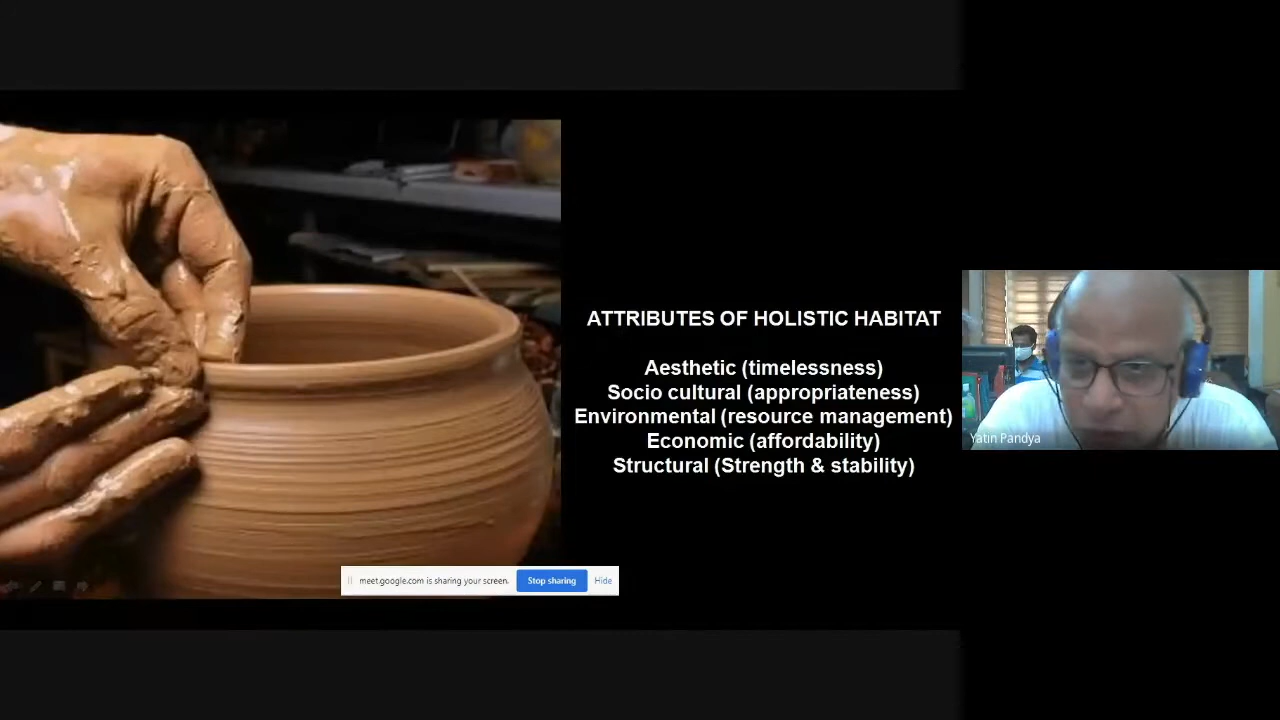 ATTRIBUTES OF HOLISTIC HABITAT
Aesthetic (timelessness)
Socio cultural (appropriateness)
Environmental (resource management)
Economic (affordability)
Structural (Strength & stability)
Yatin Pandya
meet.google.com is sharing your screen. Stop sharing Hide